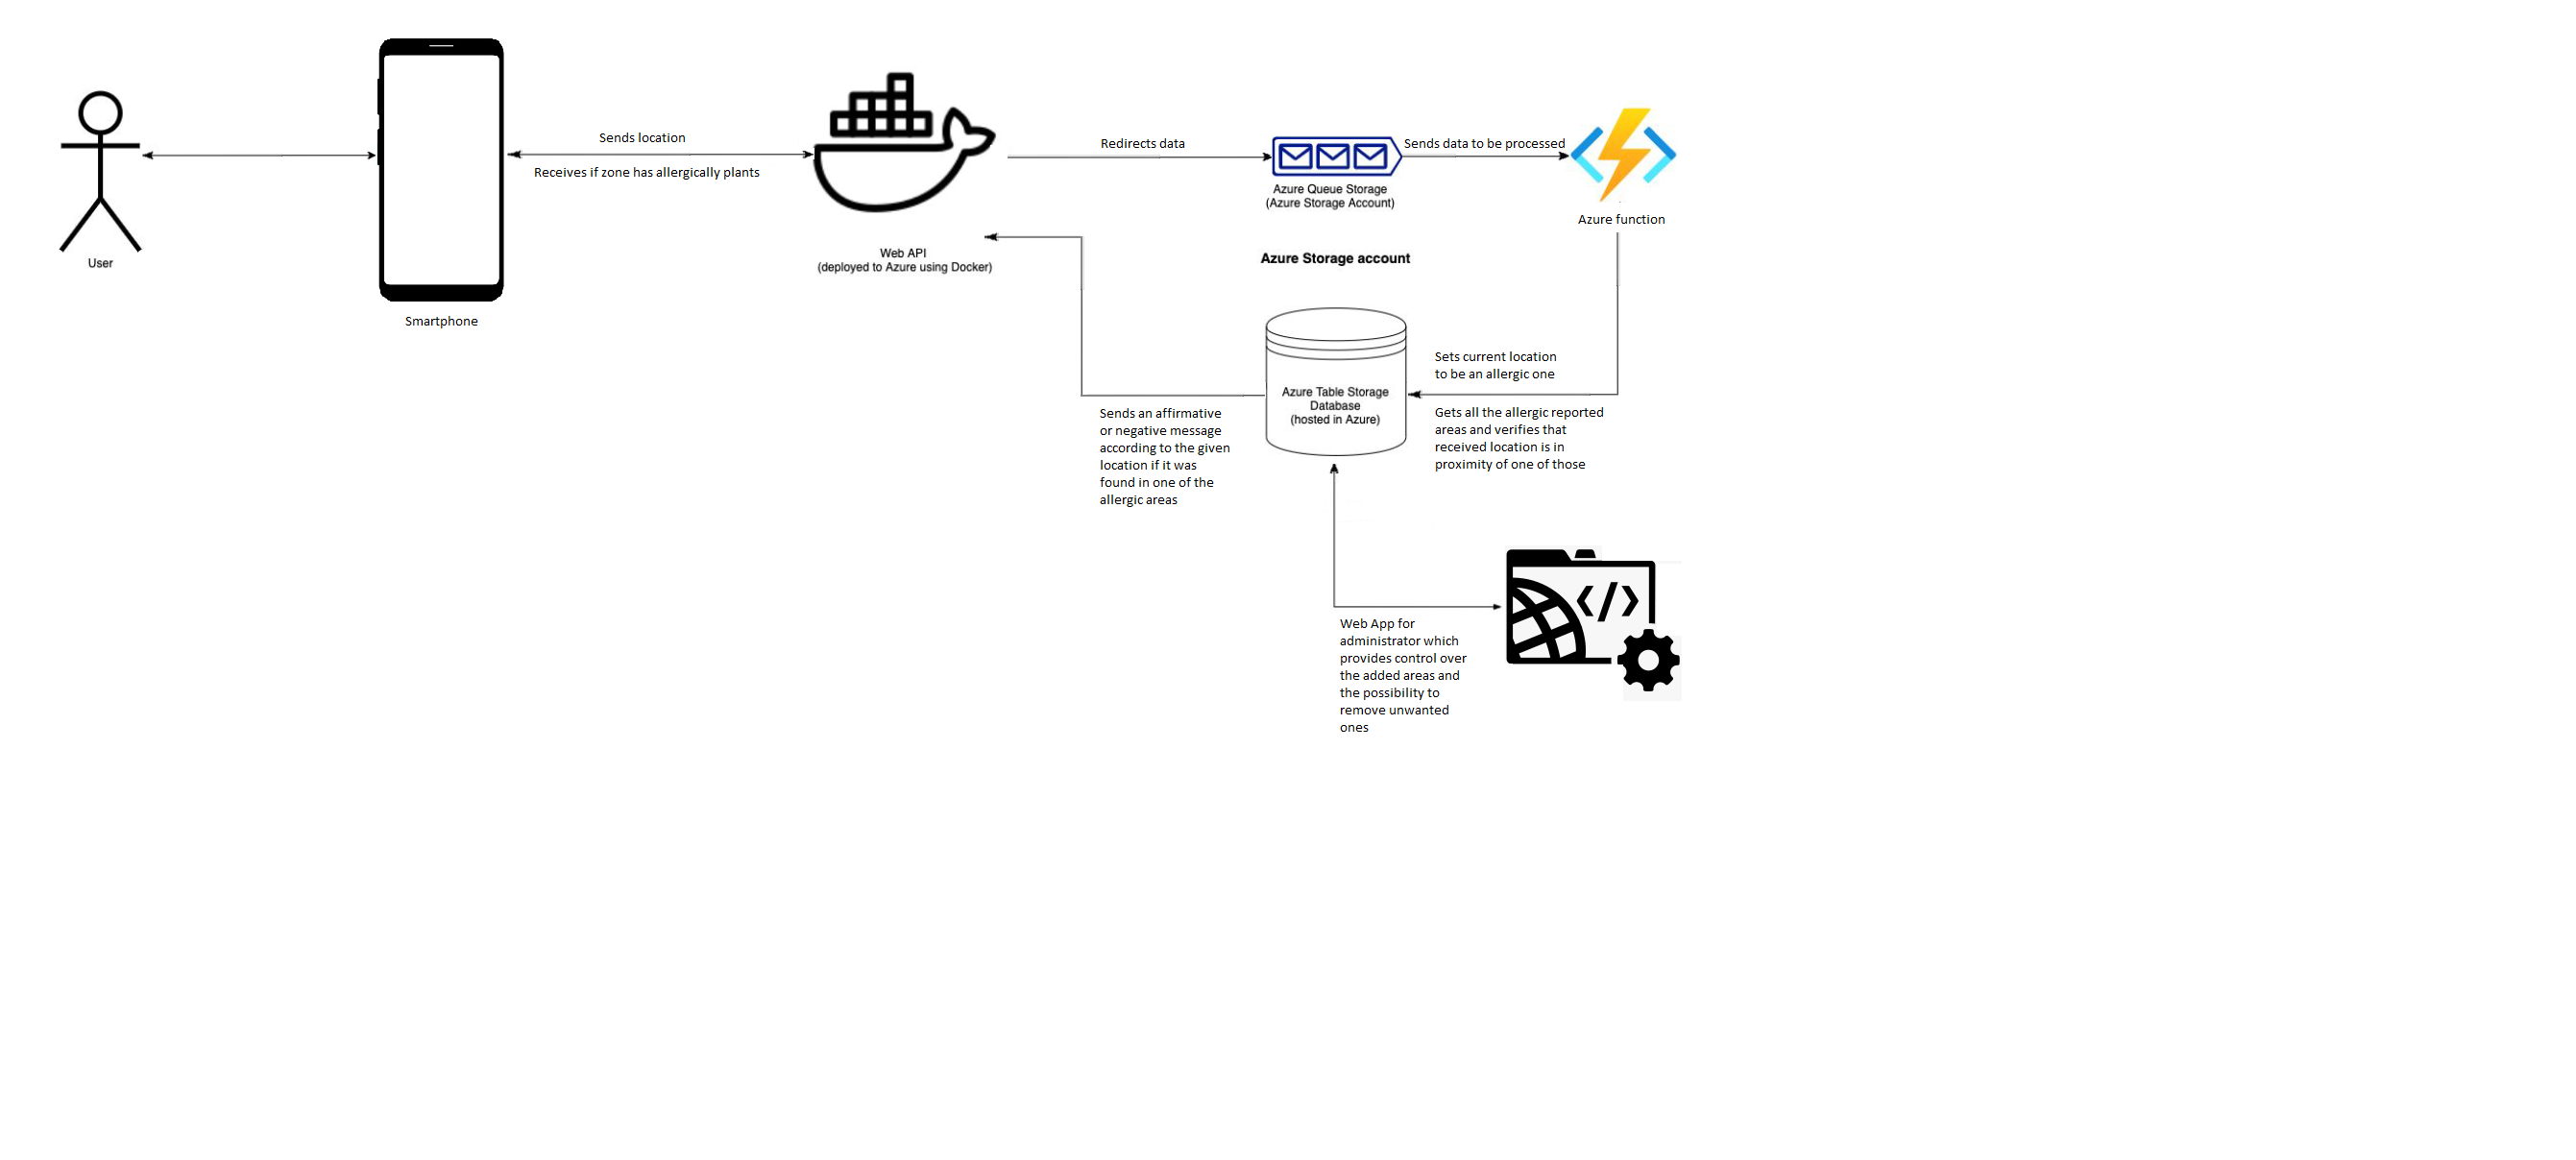 Sends location
Receives if zone has allergically plants
Redirects data
Sends data to be processed
User
Smartphone
Web API
(deployed to Azure using Docker)
Azure Queue Storage
(Azure Storage Account)
Azure function
Azure Storage account
Azure Table Storage
Database
(hosted in Azure)
Sets current location
to be an allergic one
Gets all the allergic reported
areas and verifies that
received location is in
proximity of one of those
Sends an affirmative
or negative message
according to the given
location if it was
found in one of the
allergic areas
Web App for
administrator which
provides control over
the added areas and
the possibility to
remove unwanted
ones